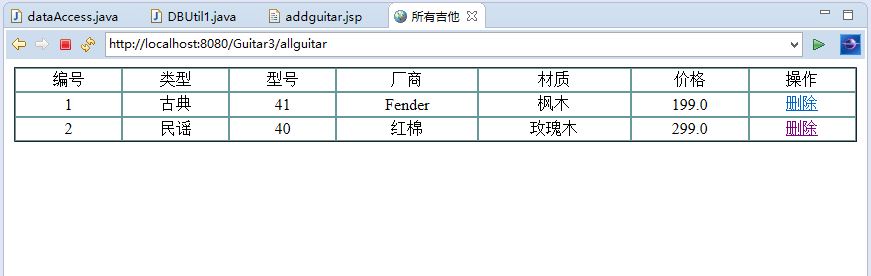 dataAccess.java DBUtil1.java addguitar.jsp 所有吉他
http://localhost:8080/Guitar3/allguitar
编号 类型 型号 厂商 材质 价格 操作
1 古典 41 Fender 枫木 199.0 删除
2 民谣 40 红棉 玫瑰木 299.0 删除